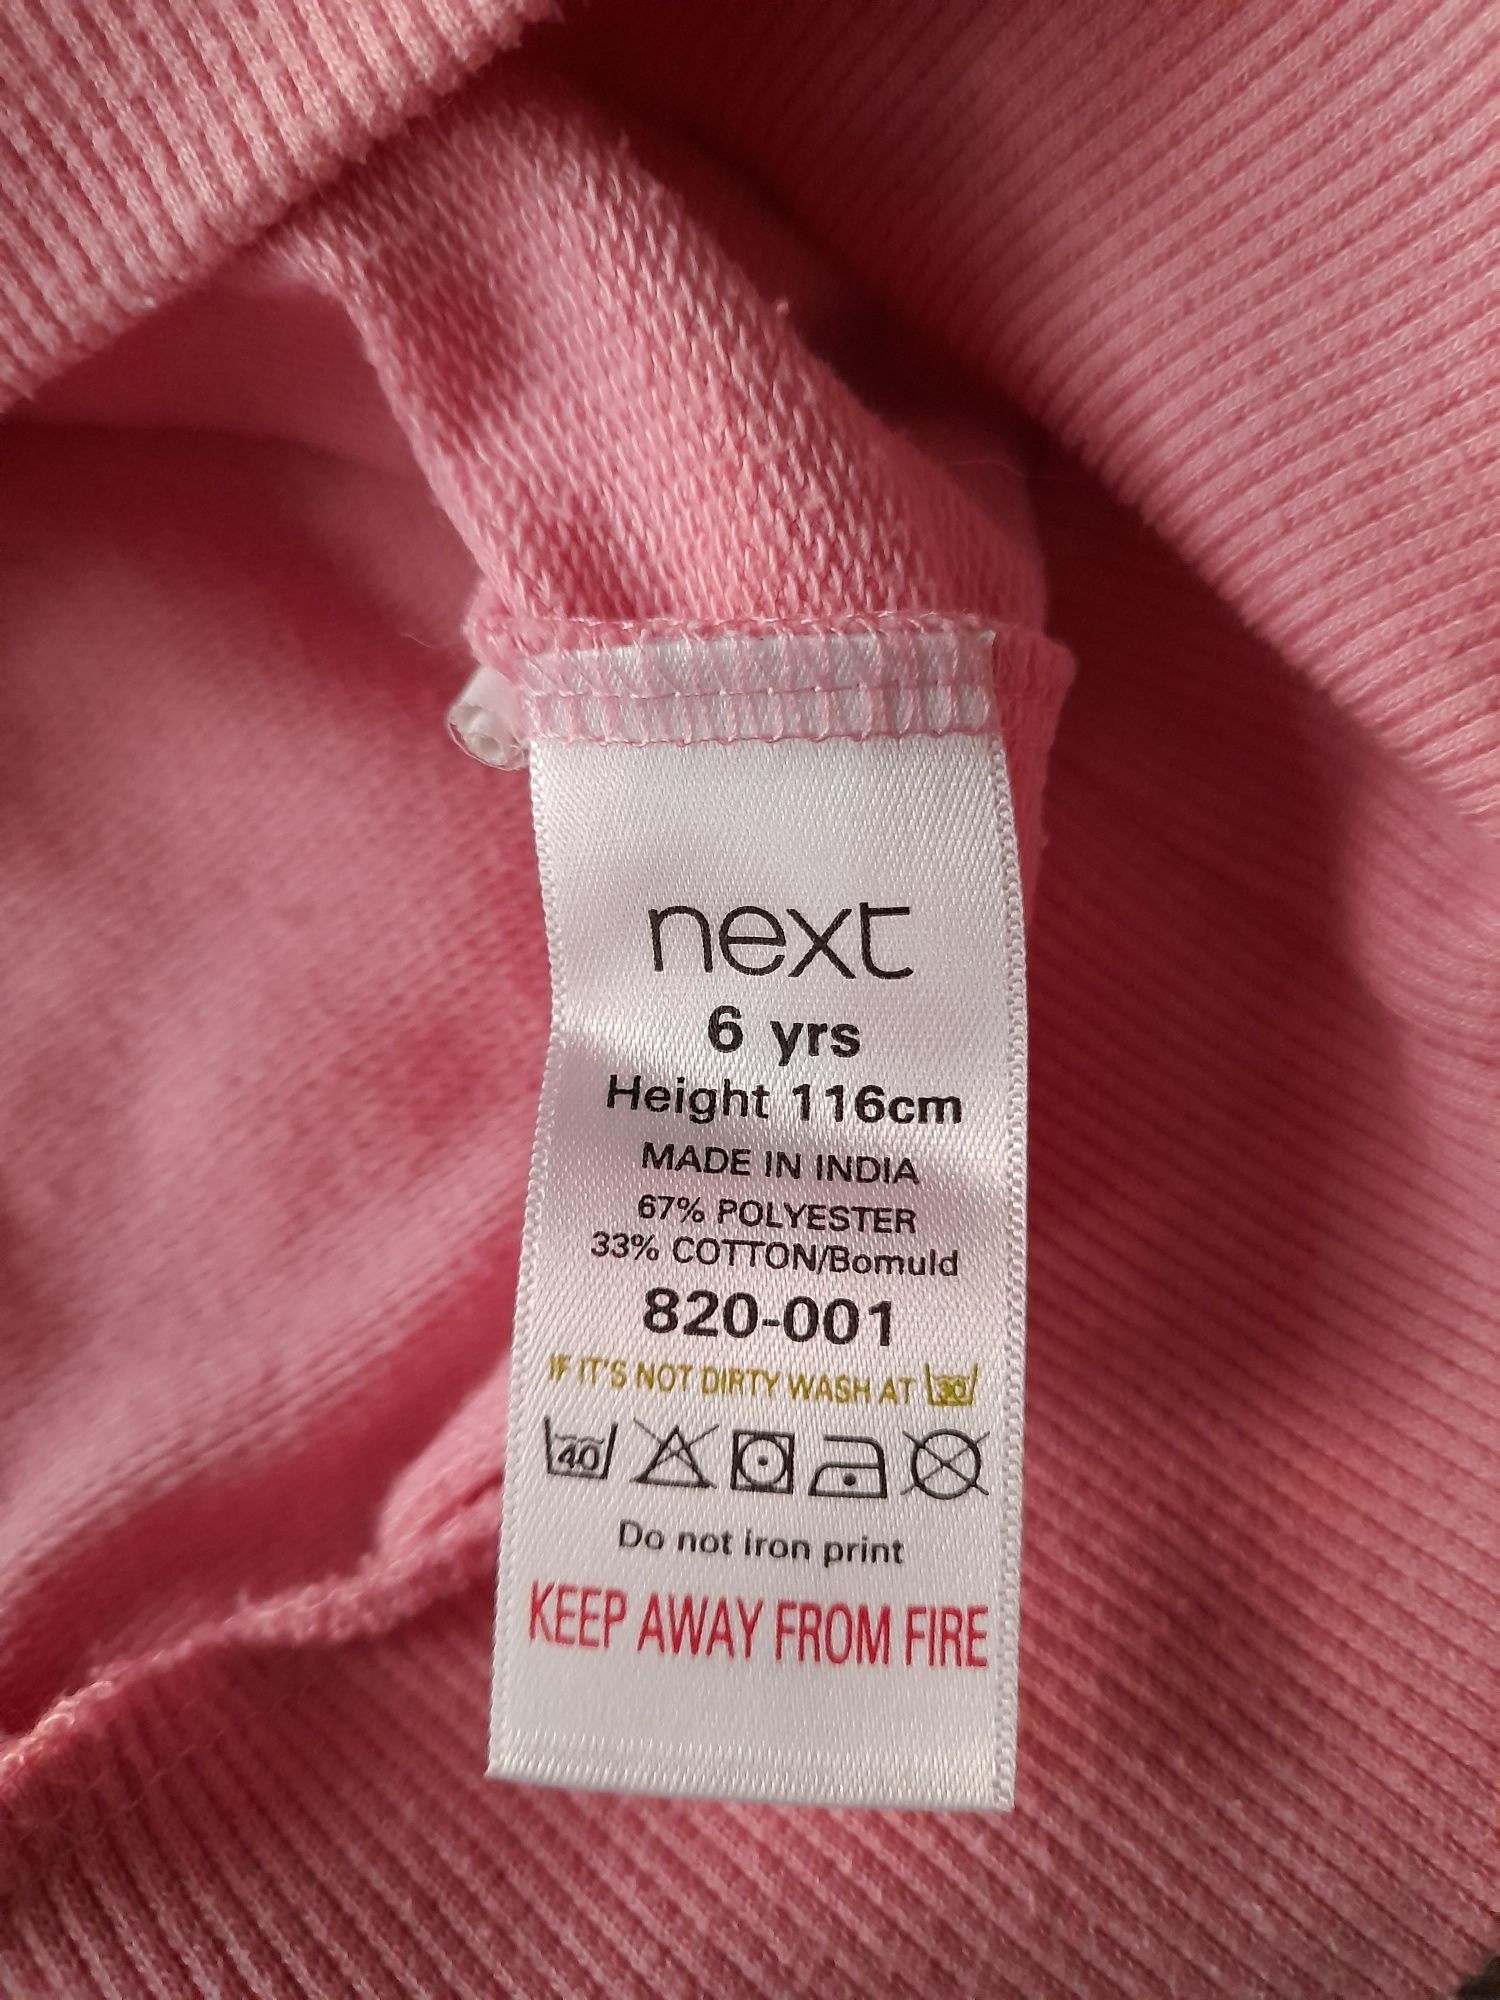 next
6 yrs
Height 116cm
MADE IN INDIA
67% POLYESTER
33% COTTON/Bomuld
820-001
IF IT'S NOT DIRTY WASH AT 30
40
Do not iron print
KEEP AWAY FROM FIRE